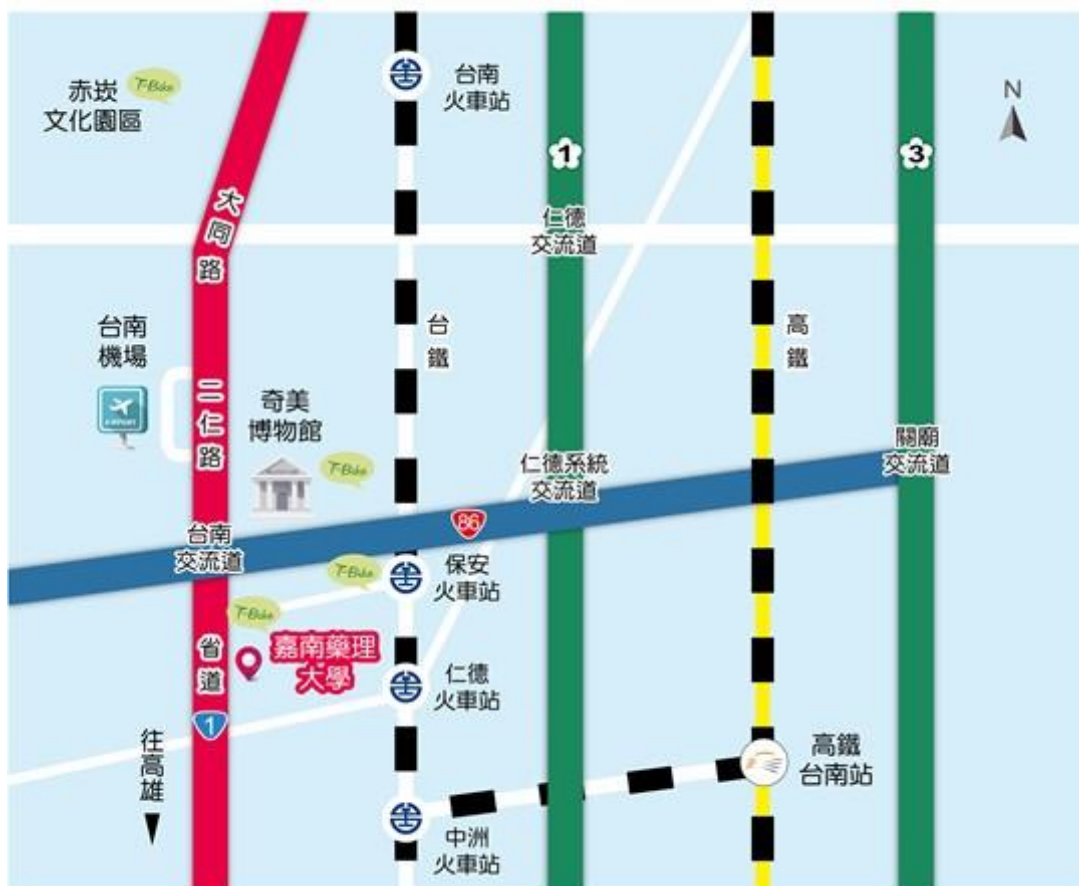 台南
火車站
N
赤崁
文化園區
T-Bike
1
3
大同路
仁德
交流道
台南
機場
AIRPORT
台鐵
高鐵
二仁路
奇美
博物館
T-Bike
關廟
交流道
仁德系統
交流道
86
台南
交流道
T-Bike
保安
火車站
T-Bike
省道
1
嘉南藥理
大學
仁德
火車站
往高雄
高鐵
台南站
中洲
火車站